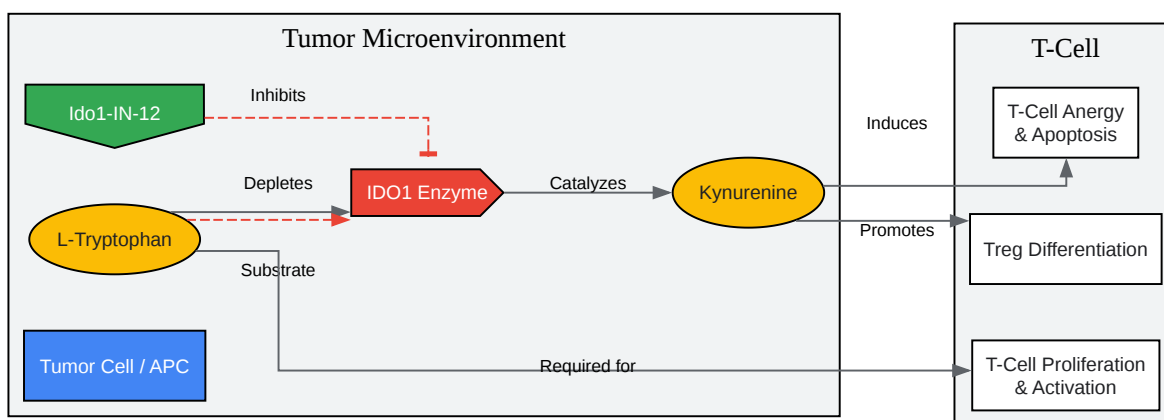 Tumor Microenvironment
T-Cell
Ido1-IN-12
Inhibits
Induces
T-Cell Anergy
& Apoptosis
Depletes
IDO1 Enzyme
Catalyzes
Kynurenine
L-Tryptophan
Substrate
Promotes
Treg Differentiation
Tumor Cell / APC
Required for
T-Cell Proliferation
& Activation